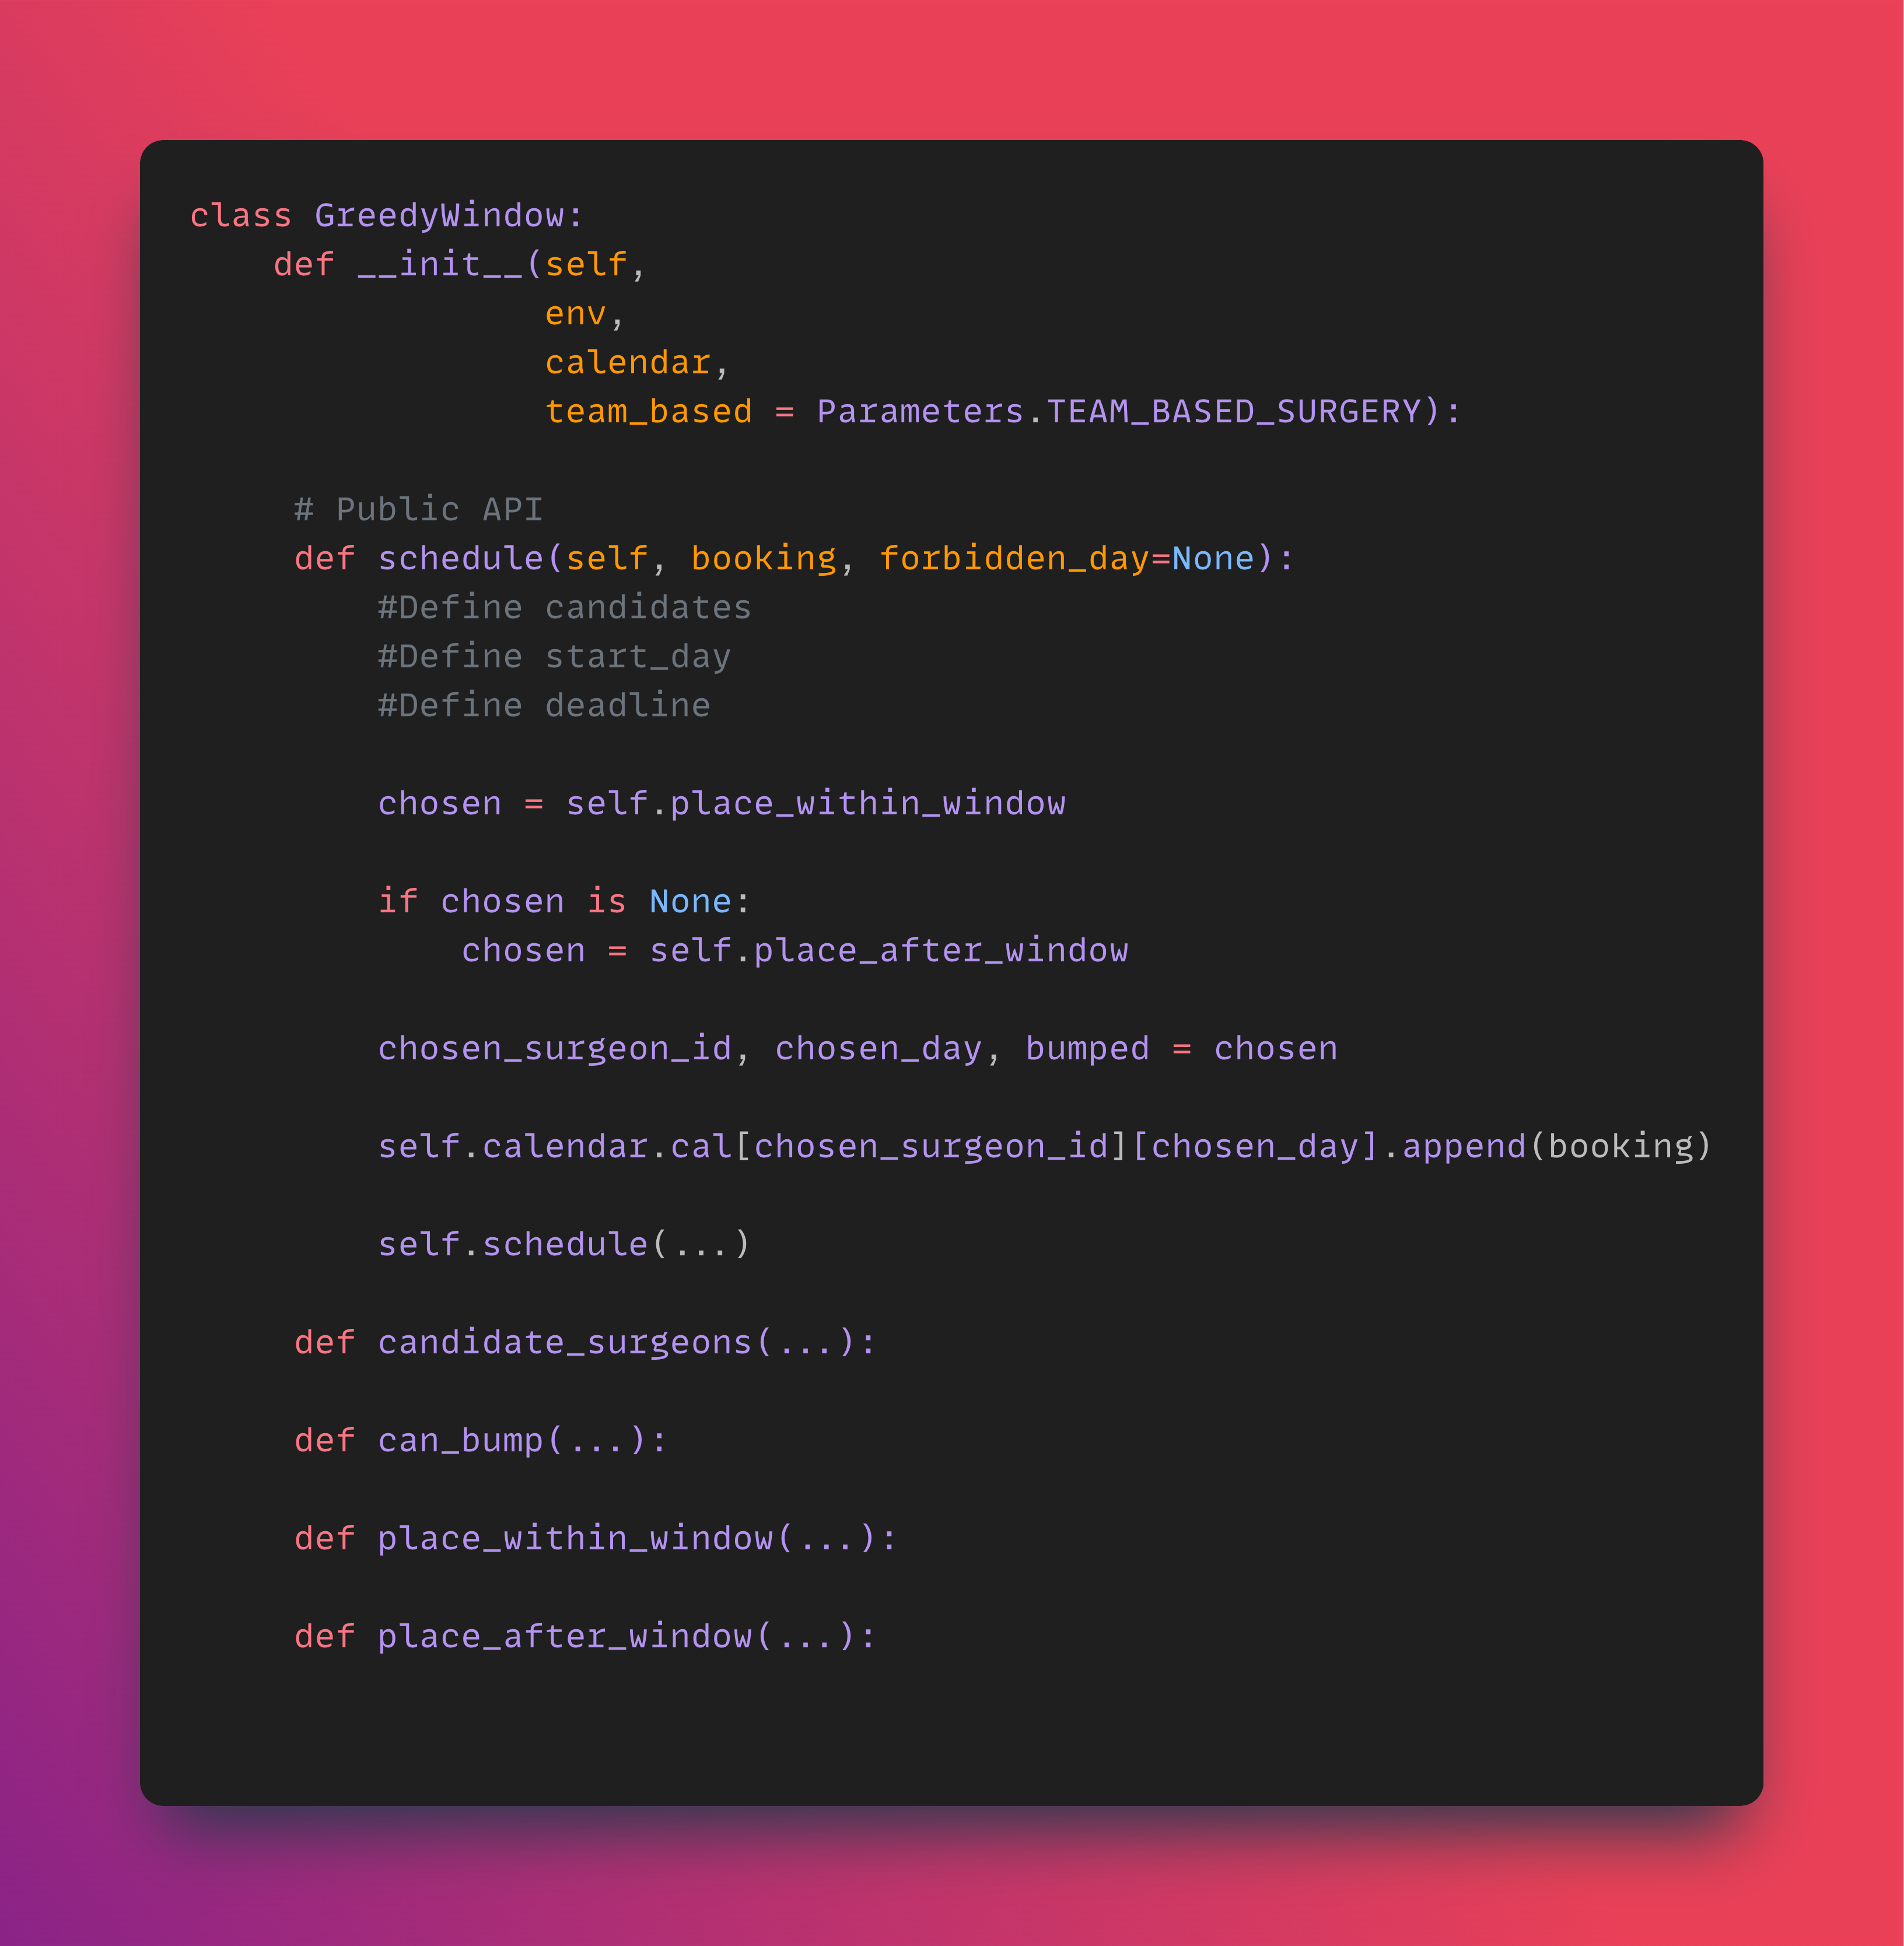 class GreedyWindow:
    def __init__(self,
                 env,
                 calendar,
                 team_based = Parameters.TEAM_BASED_SURGERY):

     # Public API
     def schedule(self, booking, forbidden_day=None):
         #Define candidates
         #Define start_day
         #Define deadline

         chosen = self.place_within_window

         if chosen is None:
             chosen = self.place_after_window

         chosen_surgeon_id, chosen_day, bumped = chosen

         self.calendar.cal[chosen_surgeon_id][chosen_day].append(booking)

         self.schedule(...)

     def candidate_surgeons(...):

     def can_bump(...):

     def place_within_window(...):

     def place_after_window(...):